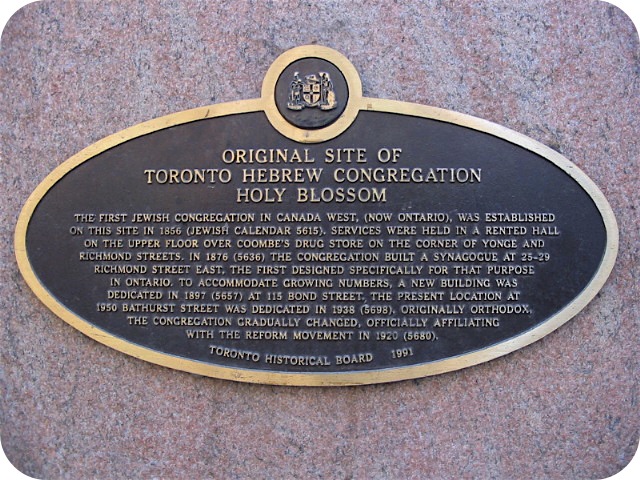 ORIGINAL SITE OF
TORONTO HEBREW CONGREGATION
HOLY BLOSSOM
THE FIRST JEWISH CONGREGATION IN CANADA WEST, (NOW ONTARIO), WAS ESTABLISHED
ON THIS SITE IN 1856 (JEWISH CALENDAR 5615). SERVICES WERE HELD IN A RENTED HALL
ON THE UPPER FLOOR OVER COOMBE'S DRUG STORE ON THE CORNER OF YONGE AND
RICHMOND STREETS. IN 1876 (5636) THE CONGREGATION BUILT A SYNAGOGUE AT 25-29
RICHMOND STREET EAST, THE FIRST DESIGNED SPECIFICALLY FOR THAT PURPOSE
IN ONTARIO. TO ACCOMMODATE GROWING NUMBERS, A NEW BUILDING WAS
DEDICATED IN 1897 (5657) AT 115 BOND STREET. THE PRESENT LOCATION AT
1950 BATHURST STREET WAS DEDICATED IN 1938 (5698). ORIGINALLY ORTHODOX,
THE CONGREGATION GRADUALLY CHANGED, OFFICIALLY AFFILIATING
WITH THE REFORM MOVEMENT IN 1920 (5680).
TORONTO HISTORICAL BOARD 1991